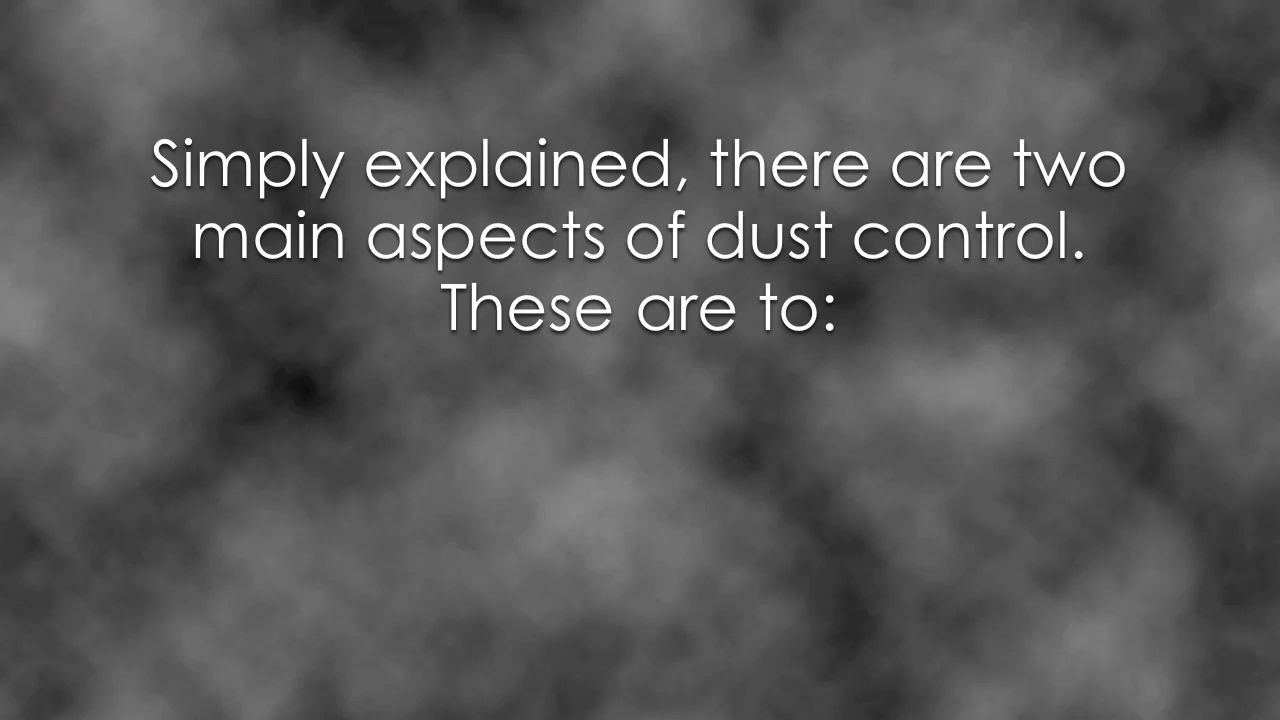 Simply explained, there are two
main aspects of dust control.
These are to: